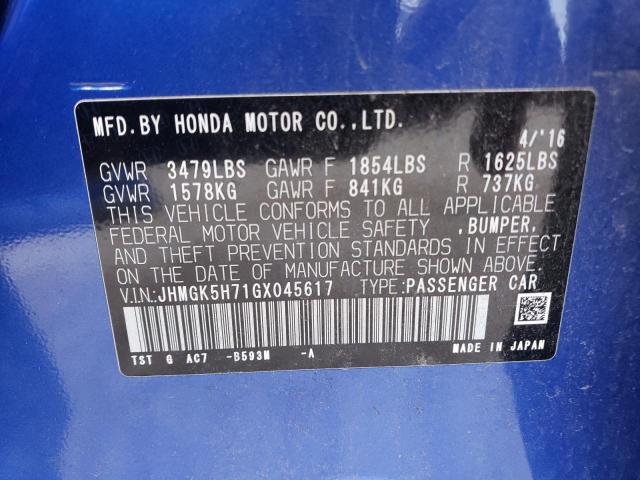 MFD.BY HONDA MOTOR CO.,LTD.
4/'16
GVWR 3479LBS GAWR F 1854LBS R 1625LBS
GVWR 1578KG GAWR F 841KG R 737KG
THIS VEHICLE CONFORMS TO ALL APPLICABLE
FEDERAL MOTOR VEHICLE SAFETY ,BUMPER,
AND THEFT PREVENTION STANDARDS IN EFFECT
ON THE DATE OF MANUFACTURE SHOWN ABOVE.
V.I.N:JHMGK5H71GX045617 TYPE:PASSENGER CAR
TST G AC7 -B593M -A MADE IN JAPAN